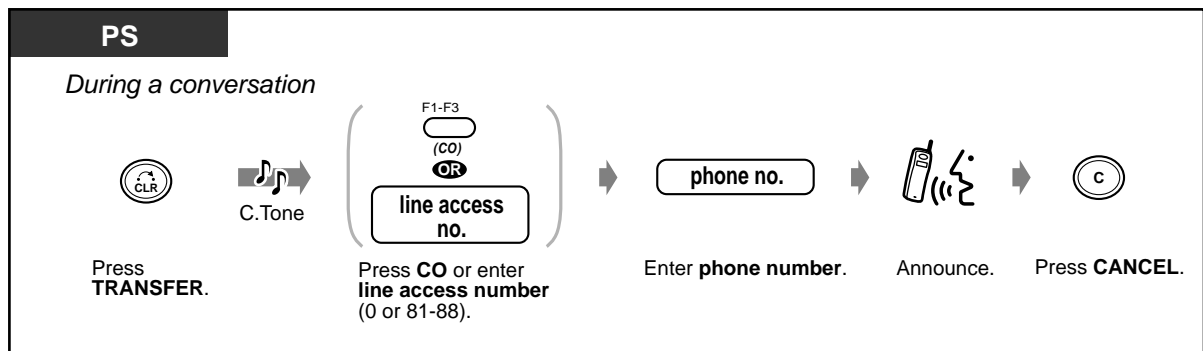 PS
During a conversation
CLR
C.Tone
F1-F3
(CO)
OR
line access
no.
phone no.
C
Press
TRANSFER.
Press CO or enter
line access number
(0 or 81-88).
Enter phone number.
Announce.
Press CANCEL.